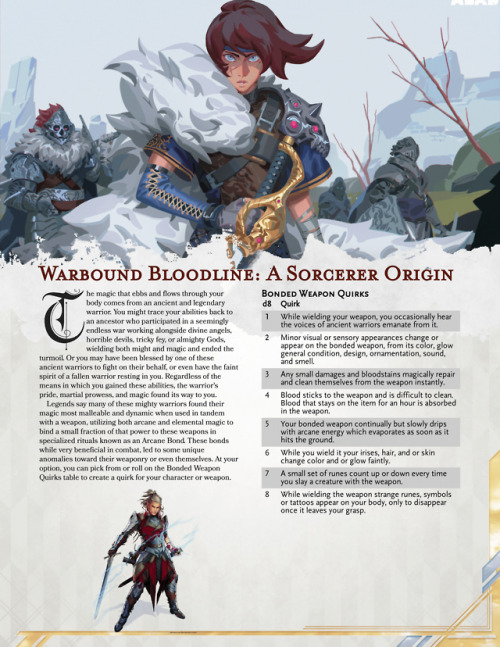 Warbound Bloodline: A Sorcerer Origin
The magic that ebbs and flows through your
body comes from an ancient and legendary
warrior. You might trace your abilities back to
an ancestor who participated in a seemingly
endless war working alongside divine angels,
horrible devils, tricky fey, or almighty Gods,
wielding both might and magic and ended the
turmoil. Or you may have been blessed by one of these
ancient warriors to fight on their behalf, or even have the faint
spirit of a fallen warrior resting in you. Regardless of the
means in which you gained these abilities, the warrior's
pride, martial prowess, and magic found its way to you.
Legends say many of these mighty warriors found their
magic most malleable and dynamic when used in tandem
with a weapon, utilizing both arcane and elemental magic to
bind a small fraction of that power to these weapons in
specialized rituals known as an Arcane Bond. These bonds
while very beneficial in combat, led to some unique
anomalies toward their weaponry or even themselves. At your
option, you can pick from or roll on the Bonded Weapon
Quirks table to create a quirk for your character or weapon.
Bonded Weapon Quirks
d8 Quirk
1 While wielding your weapon, you occasionally hear
the voices of ancient warriors emanate from it.
2 Minor visual or sensory appearances change or
appear on the bonded weapon, from its color, glow
general condition, design, ornamentation, sound,
and smell.
3 Any small damages and bloodstains magically repair
and clean themselves from the weapon instantly.
4 Blood sticks to the weapon and is difficult to clean.
Blood that stays on the item for an hour is absorbed
in the weapon.
5 Your bonded weapon continually but slowly drips
with arcane energy which evaporates as soon as it
hits the ground.
6 While you wield it your irises, hair, and or skin
change color and or glow faintly.
7 A small set of runes count up or down every time
you slay a creature with the weapon.
8 While wielding the weapon strange runes, symbols
or tattoos appear on your body, only to disappear
once it leaves your grasp.